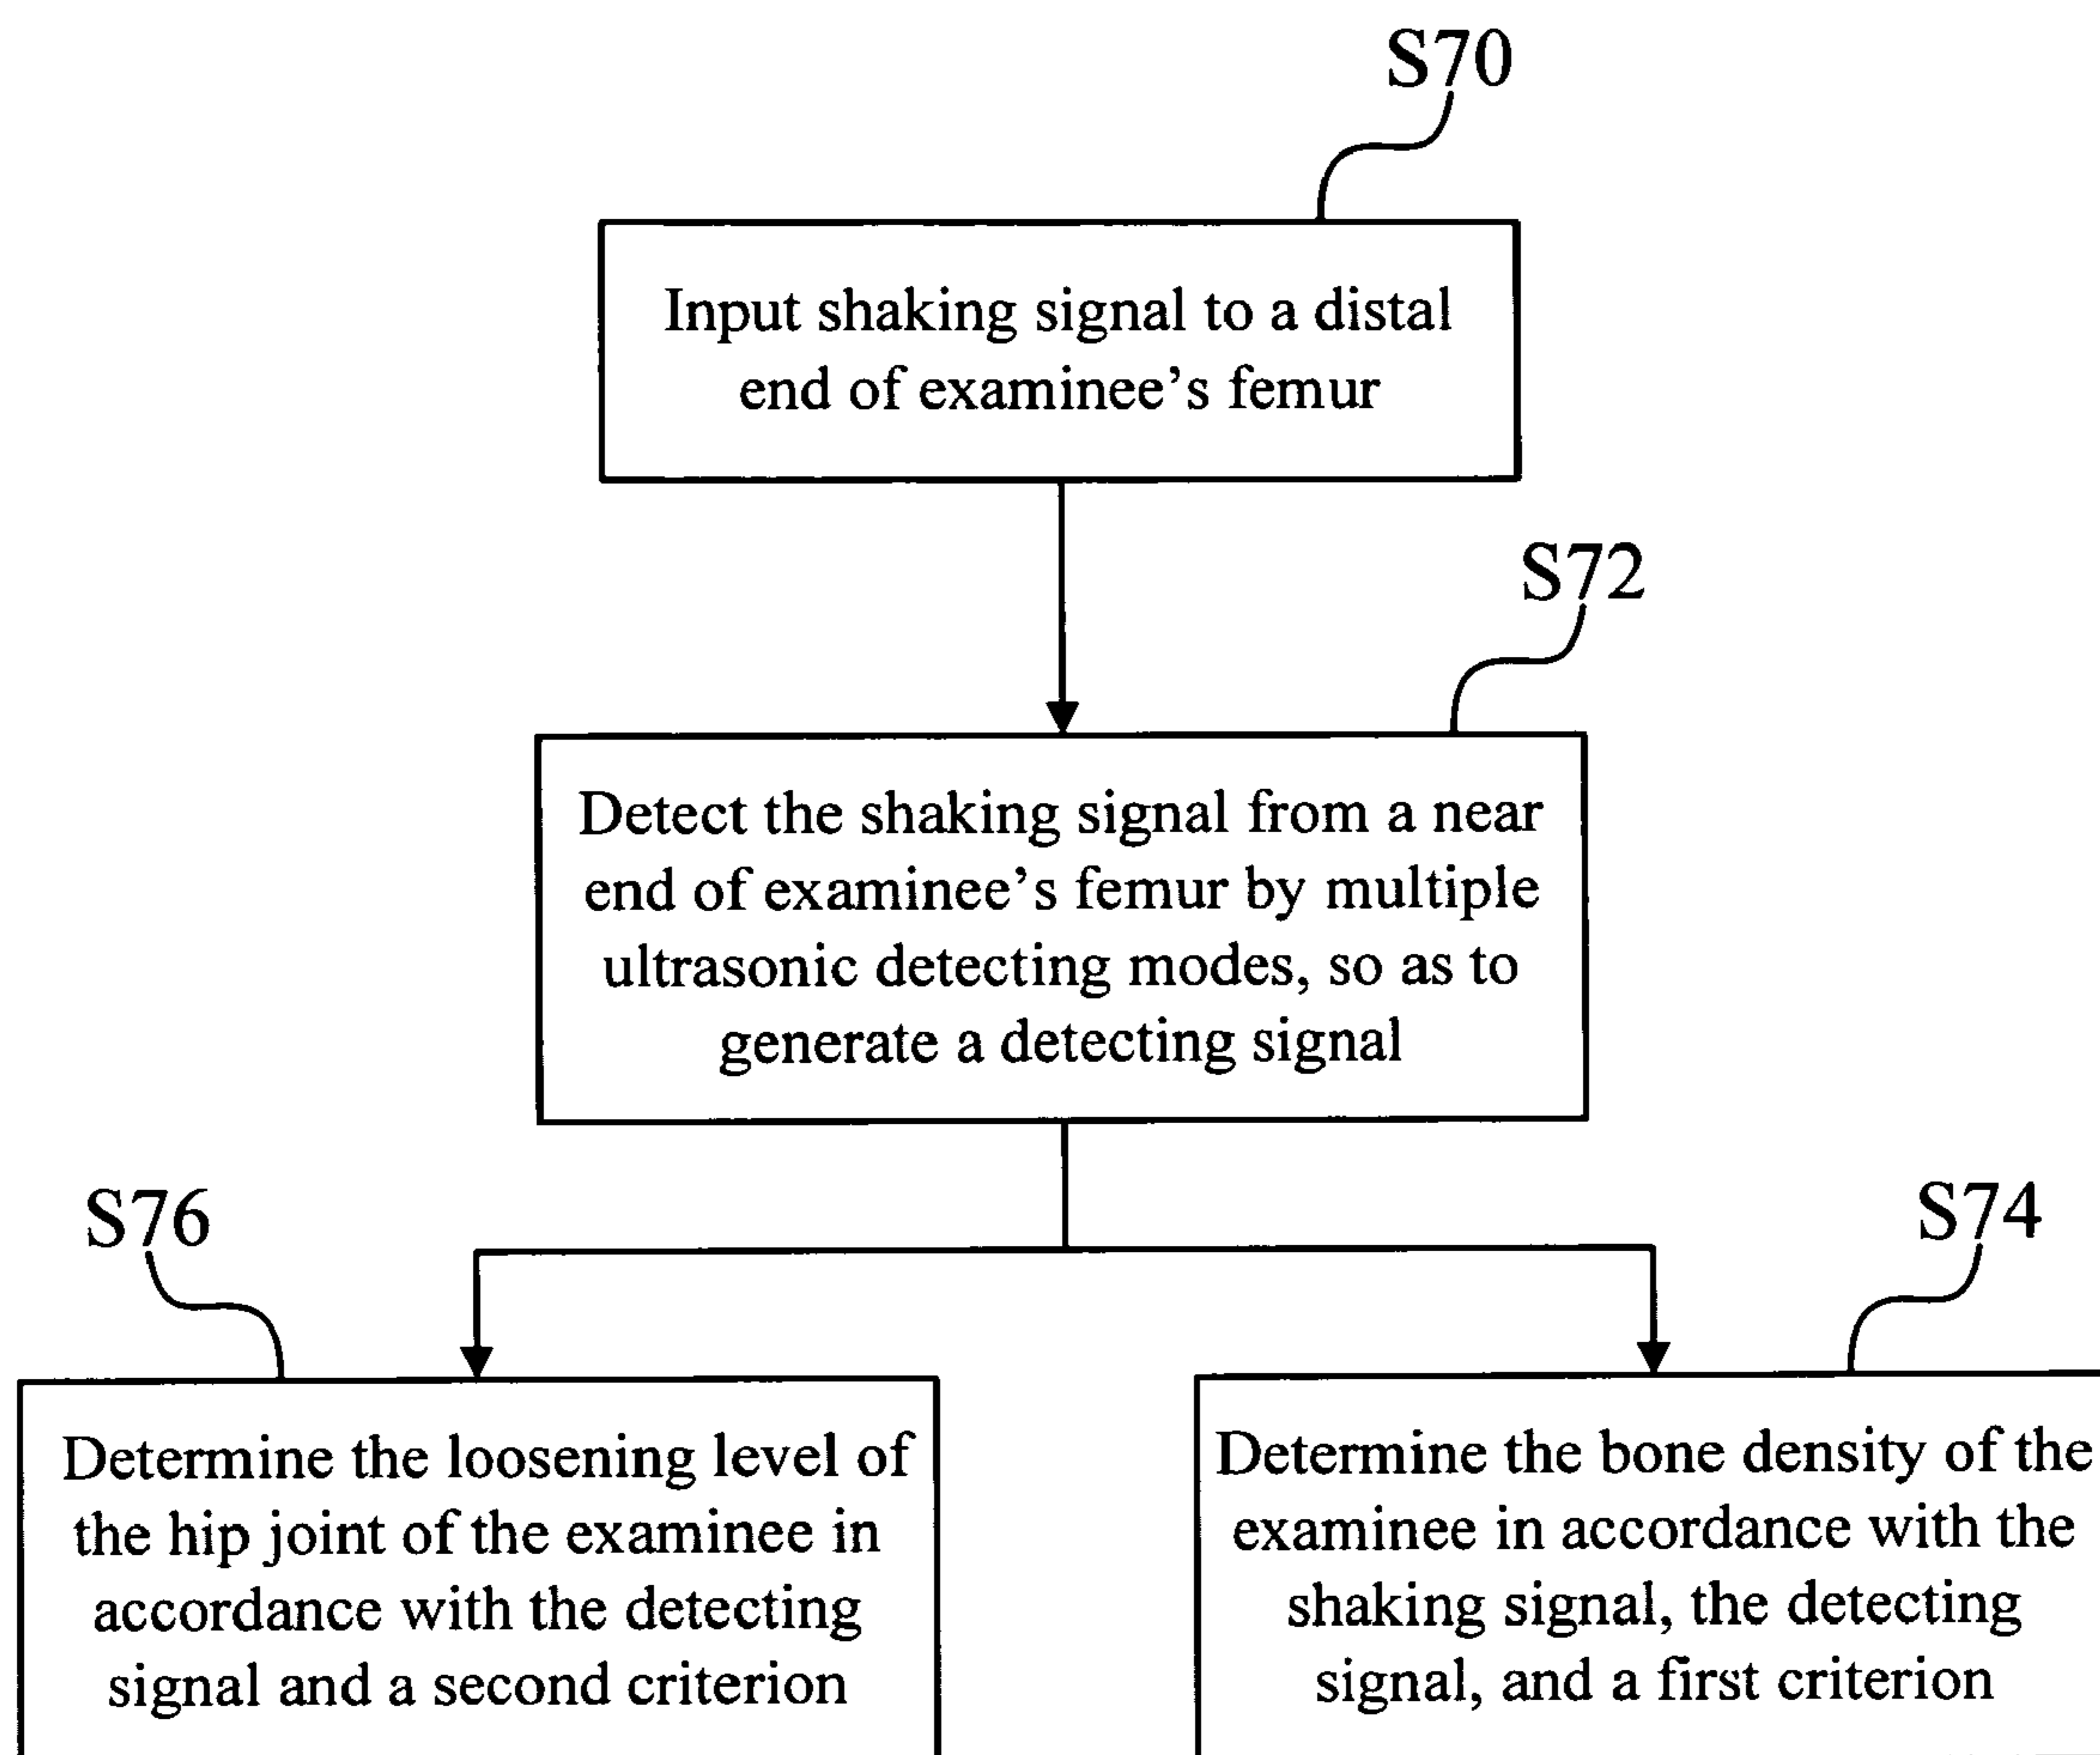 S70
Input shaking signal to a distal
end of examinee’s femur
S72
Detect the shaking signal from a near
end of examinee’s femur by multiple
ultrasonic detecting modes, so as to
generate a detecting signal
S76
Determine the loosening level of
the hip joint of the examinee in
accordance with the detecting
signal and a second criterion
S74
Determine the bone density of the
examinee in accordance with the
shaking signal, the detecting
signal, and a first criterion